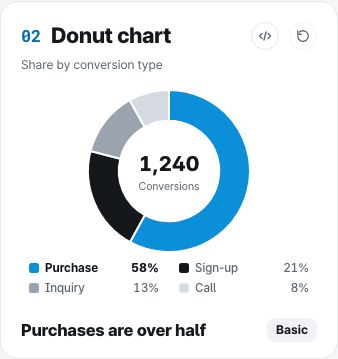 02 Donut chart
Share by conversion type
1,240
Conversions
Purchase 58% Sign-up 21%
Inquiry 13% Call 8%
Purchases are over half Basic